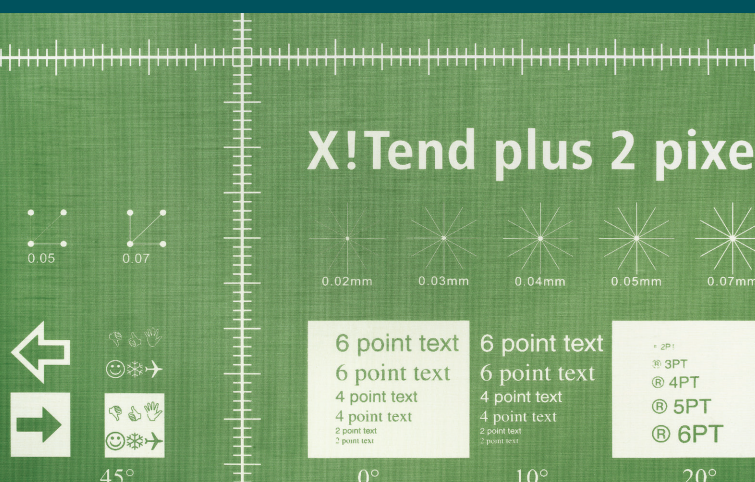 X!Tend plus 2 pixe
0.05
0.07
0.02mm
0.03mm
0.04mm
0.05mm
0.07mm
6 point text
6 point text
4 point text
4 point text
2 point text
2 point text
6 point text
6 point text
4 point text
4 point text
2 point text
2 point text
2PT
® 3PT
® 4PT
® 5PT
® 6PT
45°
0°
10°
20°